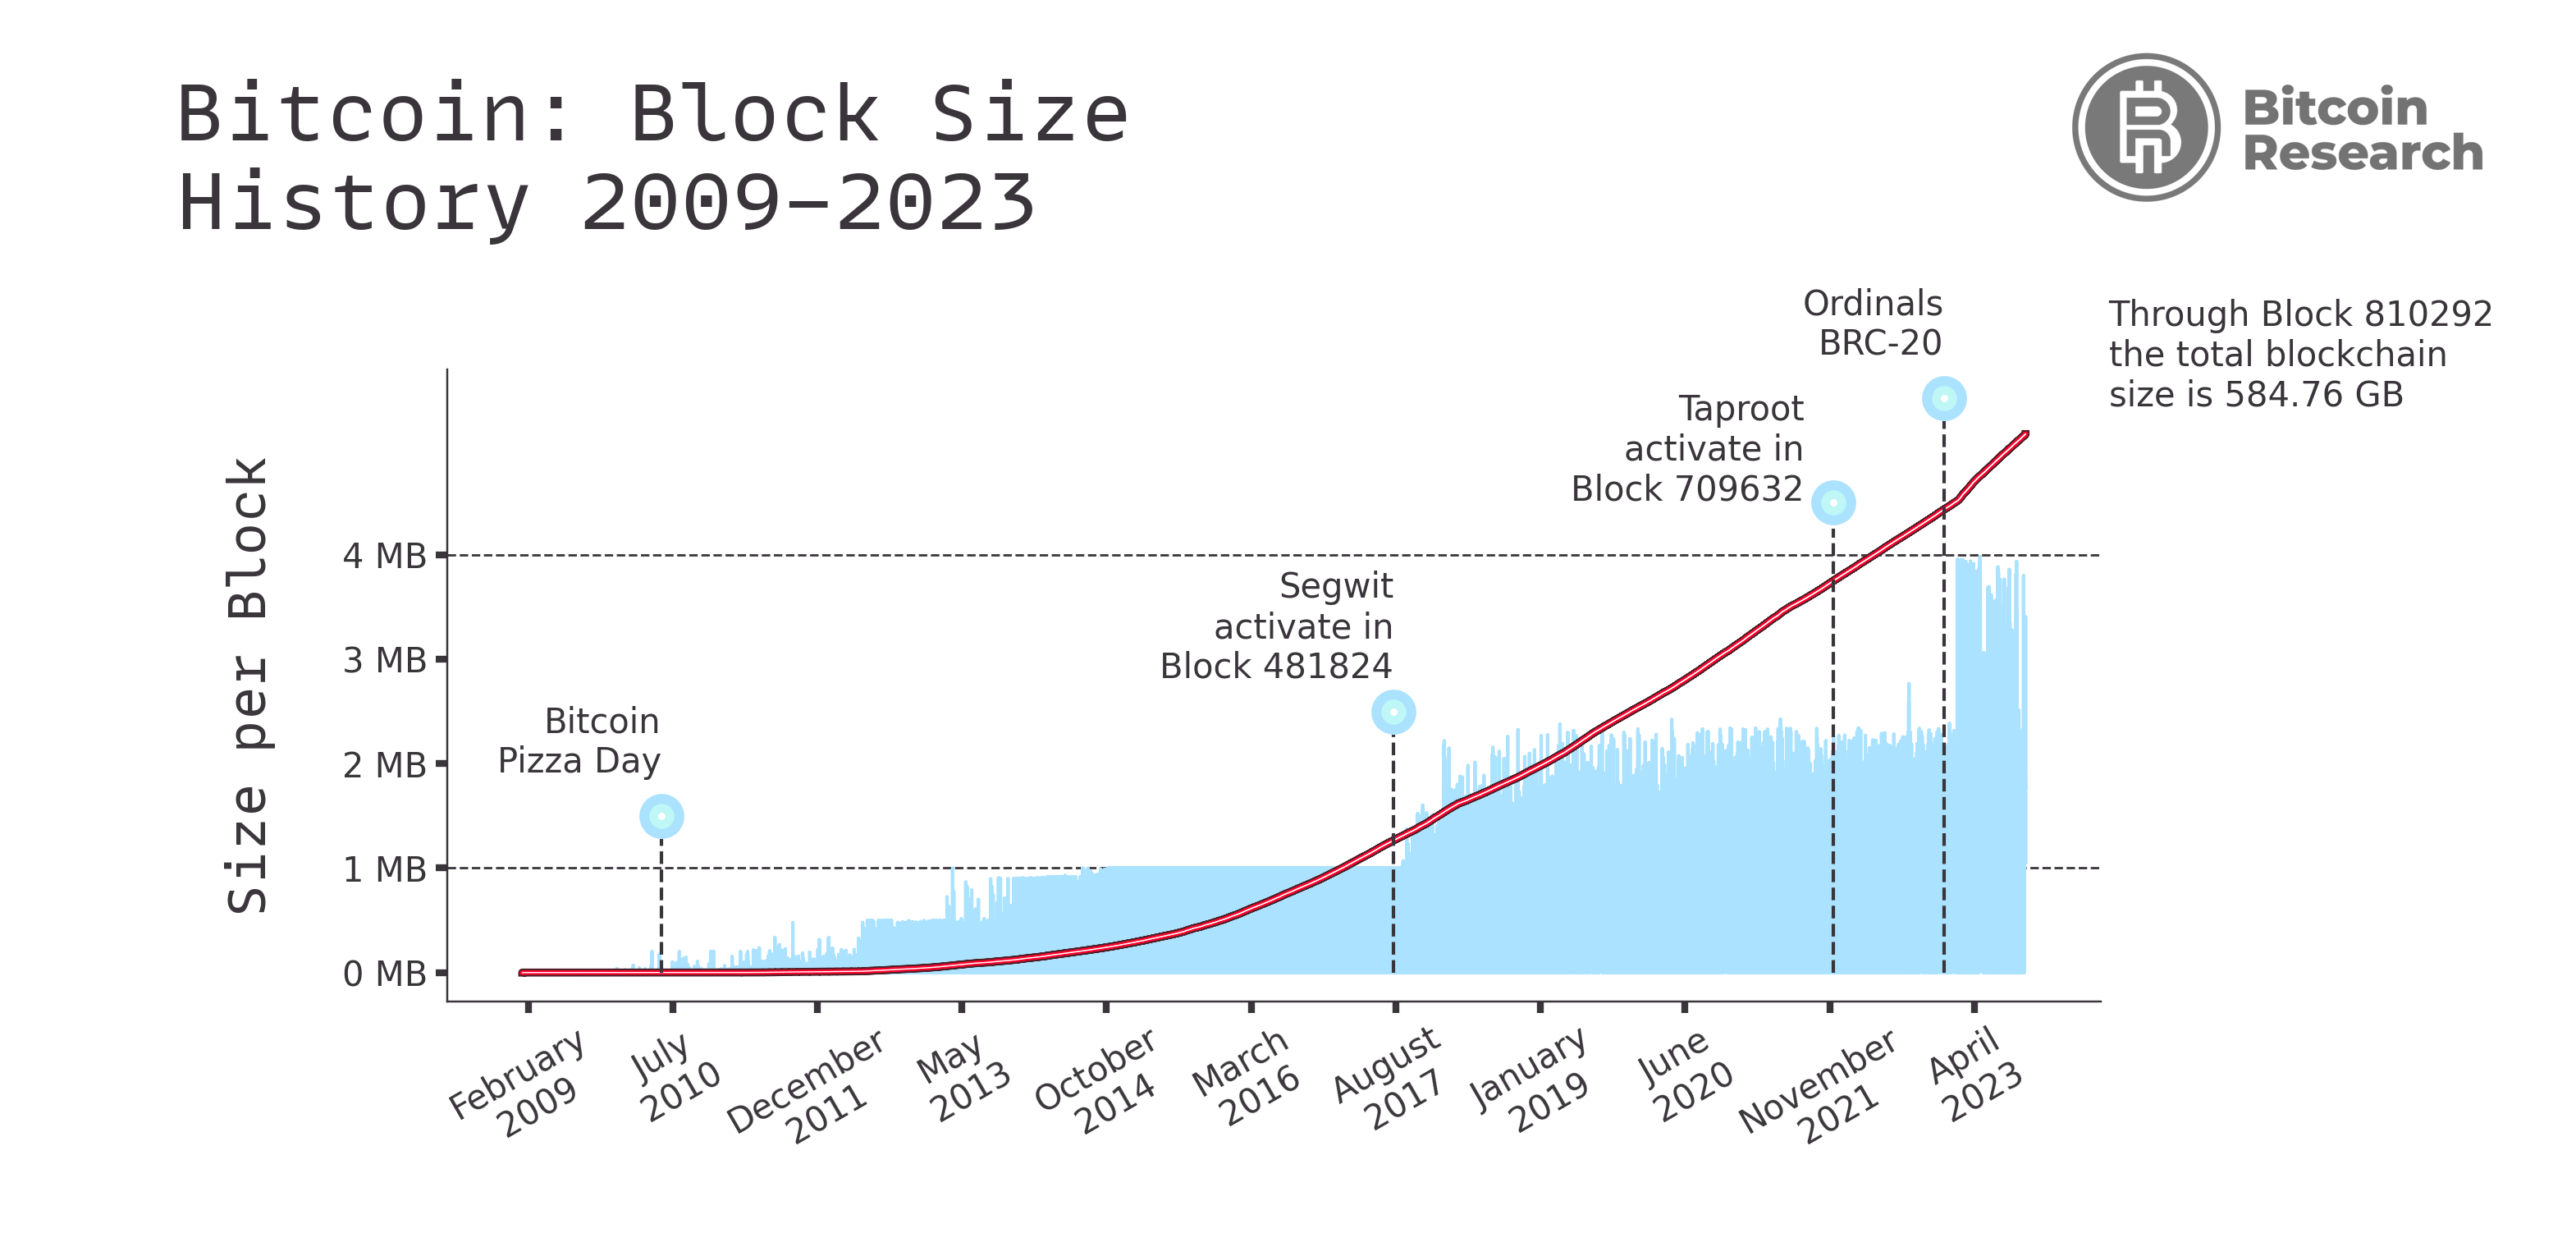 Bitcoin: Block Size
History 2009–2023
Bitcoin
Research
Ordinals
BRC-20
Through Block 810292
the total blockchain
size is 584.76 GB
Taproot
activate in
Block 709632
Segwit
activate in
Block 481824
Bitcoin
Pizza Day
Size per Block
4 MB
3 MB
2 MB
1 MB
0 MB
February
2009
July
2010
December
2011
May
2013
October
2014
March
2016
August
2017
January
2019
June
2020
November
2021
April
2023